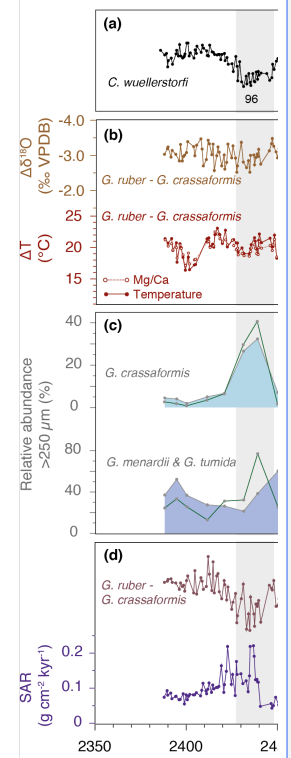 (a)
C. wuellerstorfi
96
-4.0
(b)
Δδ¹⁸O
(‰ VPDB)
-3.0
G. ruber - G. crassaformis
-2.0
25
G. ruber - G. crassaformis
ΔT
(°C)
20
15
Mg/Ca
Temperature
40
(c)
20
G. crassaformis
0
Relative abundance
>250 µm (%)
80
G. menardii & G. tumida
40
0
(d)
G. ruber -
G. crassaformis
SAR
(g cm⁻² kyr⁻¹)
0.2
0.1
0
2350
2400
24